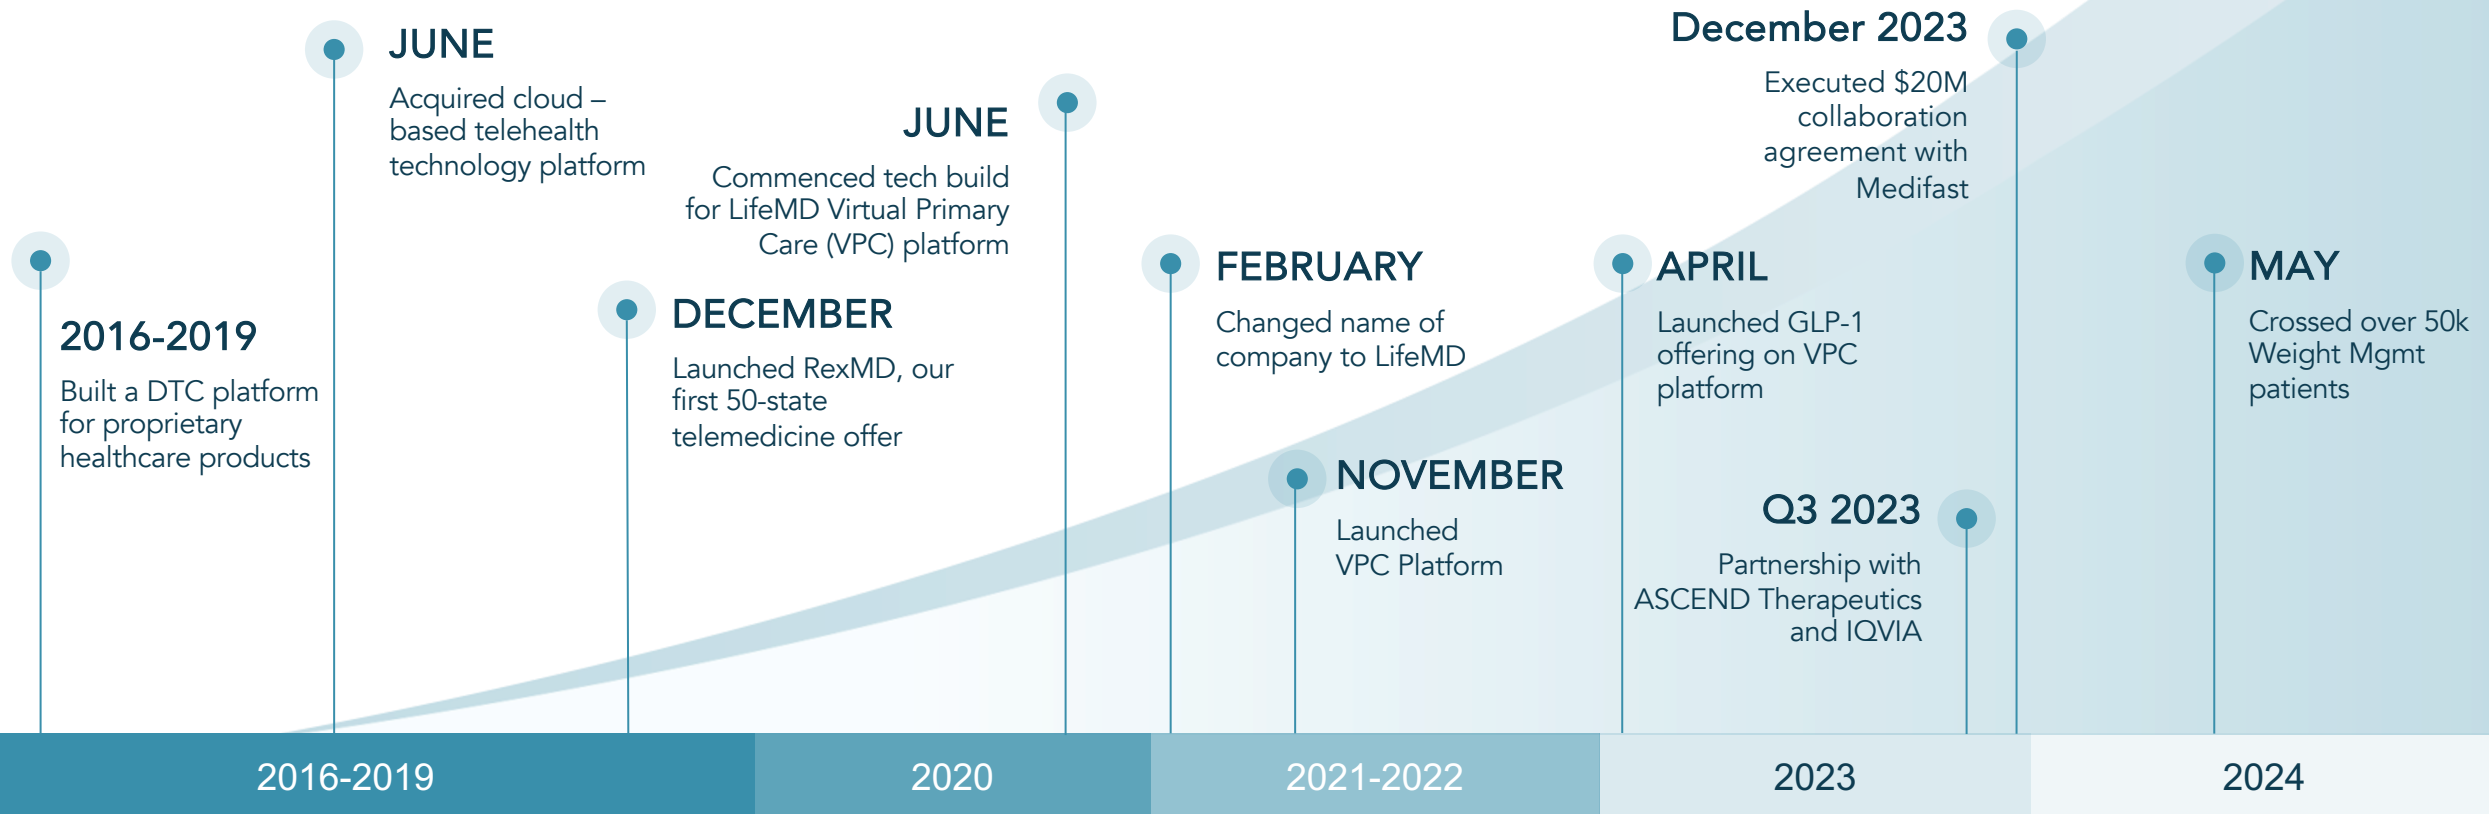 2016-2019
Built a DTC platform
for proprietary
healthcare products
JUNE
Acquired cloud –
based telehealth
technology platform
DECEMBER
Launched RexMD, our
first 50-state
telemedicine offer
JUNE
Commenced tech build
for LifeMD Virtual Primary
Care (VPC) platform
FEBRUARY
Changed name of
company to LifeMD
NOVEMBER
Launched
VPC Platform
APRIL
Launched GLP-1
offering on VPC
platform
Q3 2023
Partnership with
ASCEND Therapeutics
and IQVIA
December 2023
Executed $20M
collaboration
agreement with
Medifast
MAY
Crossed over 50k
Weight Mgmt
patients
2016-2019
2020
2021-2022
2023
2024